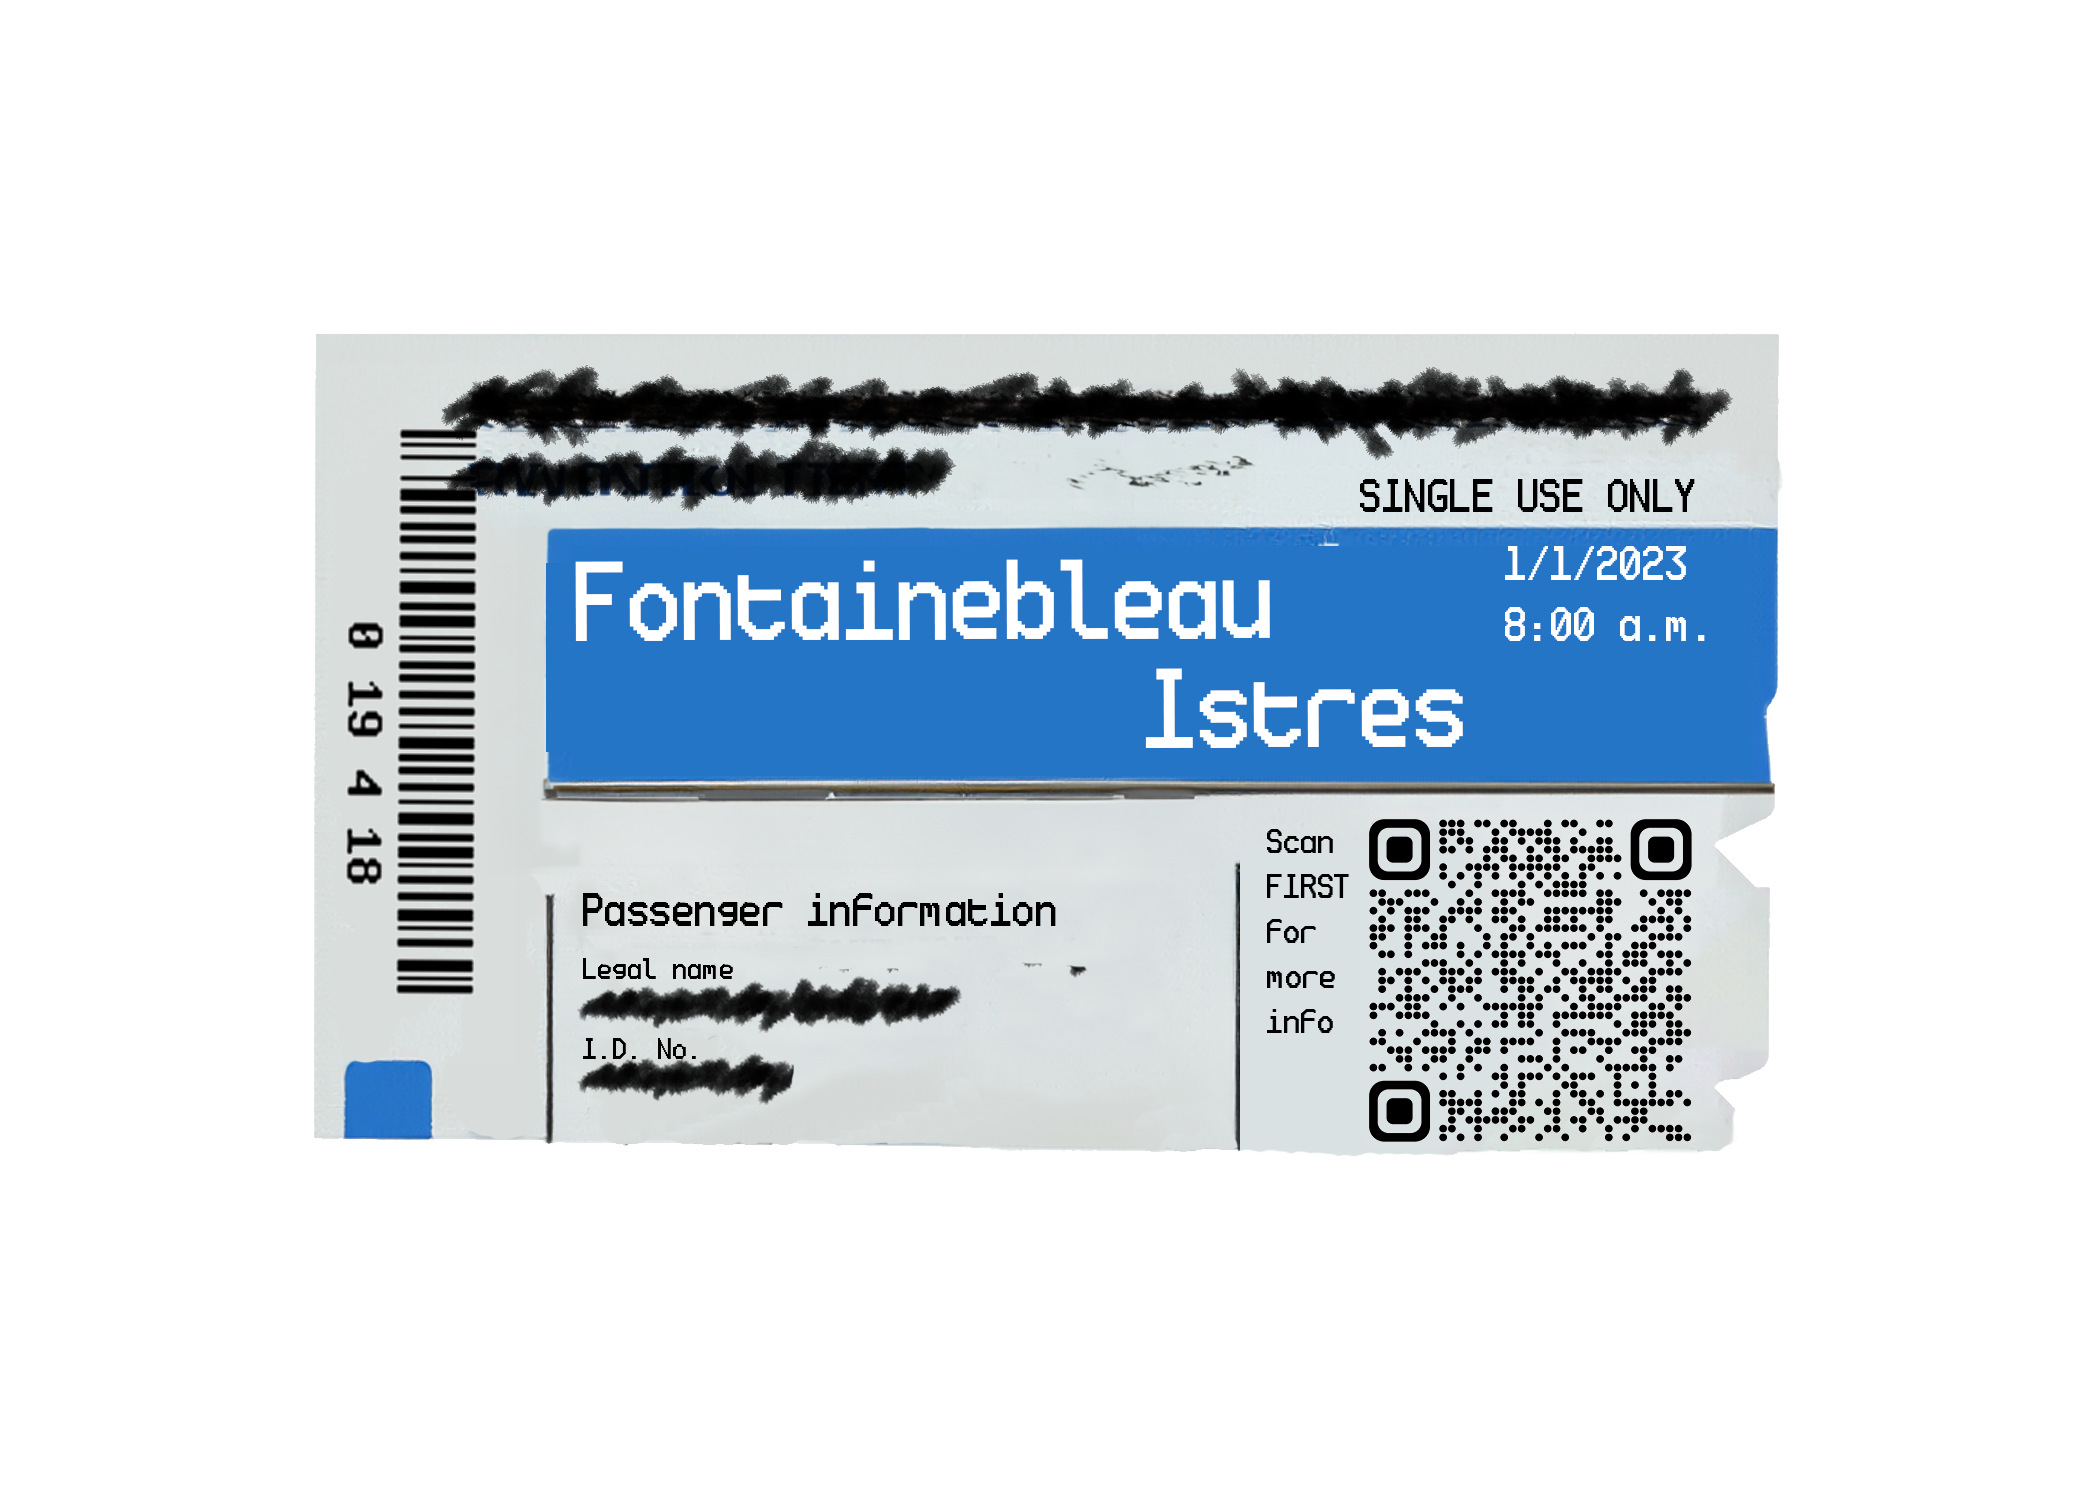 SINGLE USE ONLY
Fontainebleau
1/1/2023
8:00 a.m.
Istres
0 19 4 18
Passenger information
Legal name
I.D. No.
Scan
FIRST
for
more
info